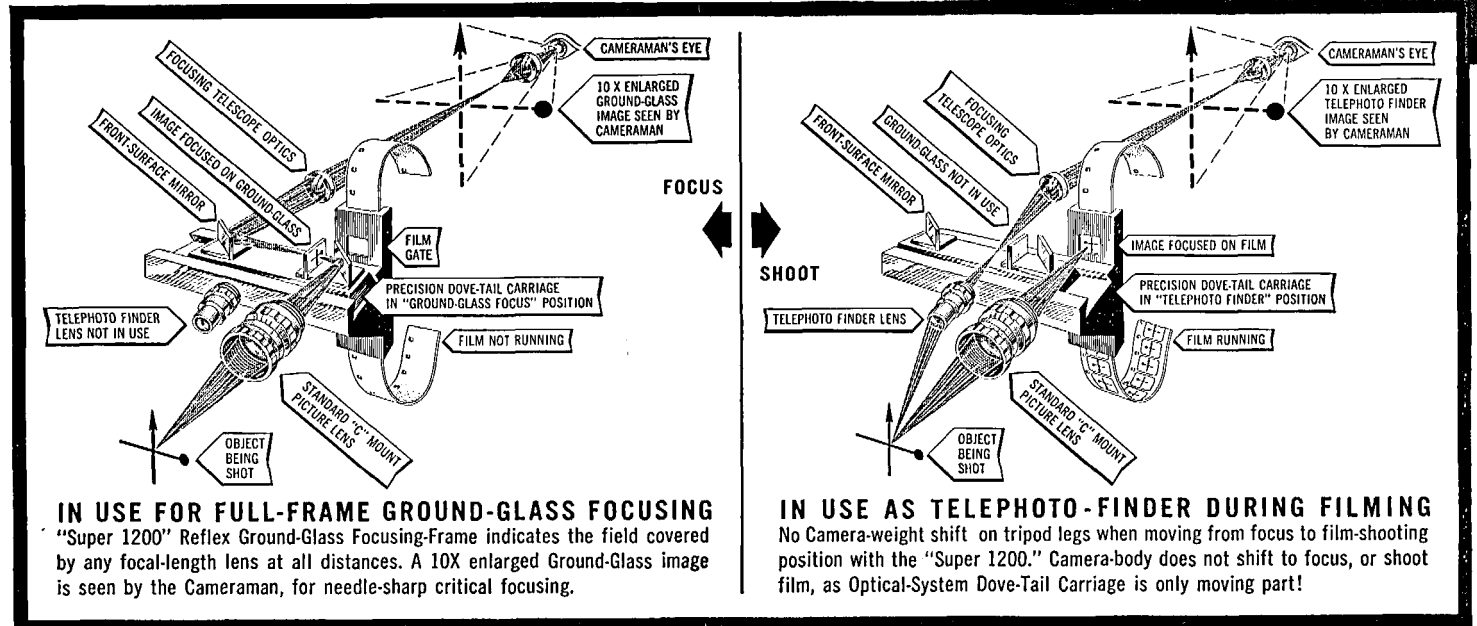 CAMERAMAN'S EYE
FOCUSING
TELESCOPE OPTICS
10 X ENLARGED
GROUND-GLASS
IMAGE SEEN BY
CAMERAMAN
IMAGE FOCUSED ON GROUND-GLASS
FRONT-SURFACE MIRROR
FILM
GATE
PRECISION DOVE-TAIL CARRIAGE
IN "GROUND-GLASS FOCUS" POSITION
TELEPHOTO FINDER
LENS NOT IN USE
FILM NOT RUNNING
STANDARD "C" MOUNT
PICTURE LENS
OBJECT
BEING
SHOT
IN USE FOR FULL-FRAME GROUND-GLASS FOCUSING
"Super 1200" Reflex Ground-Glass Focusing-Frame indicates the field covered
by any focal-length lens at all distances. A 10X enlarged Ground-Glass image
is seen by the Cameraman, for needle-sharp critical focusing.
FOCUS
SHOOT
CAMERAMAN'S EYE
FOCUSING
TELESCOPE OPTICS
10 X ENLARGED
TELEPHOTO FINDER
IMAGE SEEN
BY CAMERAMAN
GROUND-GLASS NOT IN USE
FRONT-SURFACE MIRROR
IMAGE FOCUSED ON FILM
PRECISION DOVE-TAIL CARRIAGE
IN "TELEPHOTO FINDER" POSITION
TELEPHOTO FINDER LENS
FILM RUNNING
STANDARD "C" MOUNT
PICTURE LENS
OBJECT
BEING
SHOT
IN USE AS TELEPHOTO-FINDER DURING FILMING
No Camera-weight shift on tripod legs when moving from focus to film-shooting
position with the "Super 1200." Camera-body does not shift to focus, or shoot
film, as Optical-System Dove-Tail Carriage is only moving part!